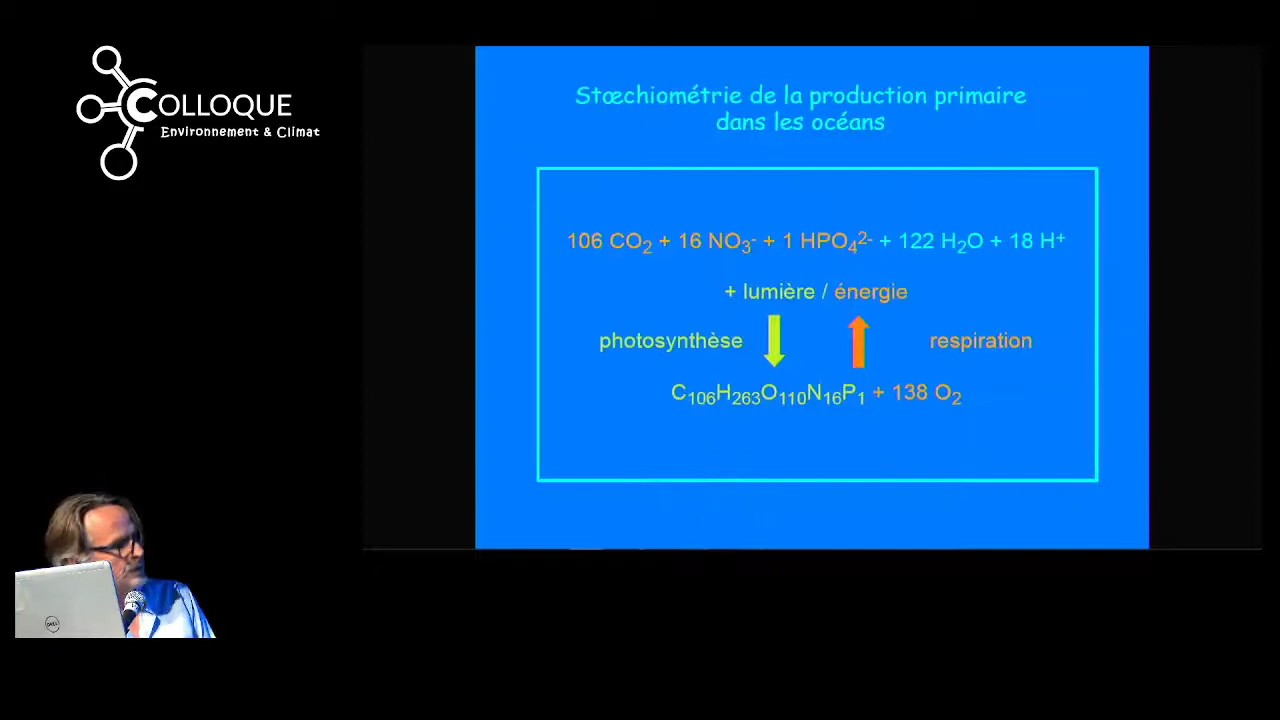 COLLOQUE
Environnement & Climat
Stœchiométrie de la production primaire
dans les océans
106 CO₂ + 16 NO₃⁻ + 1 HPO₄²⁻ + 122 H₂O + 18 H⁺
+ lumière / énergie
photosynthèse
respiration
C₁₀₆H₂₆₃O₁₁₀N₁₆P₁ + 138 O₂
DELL